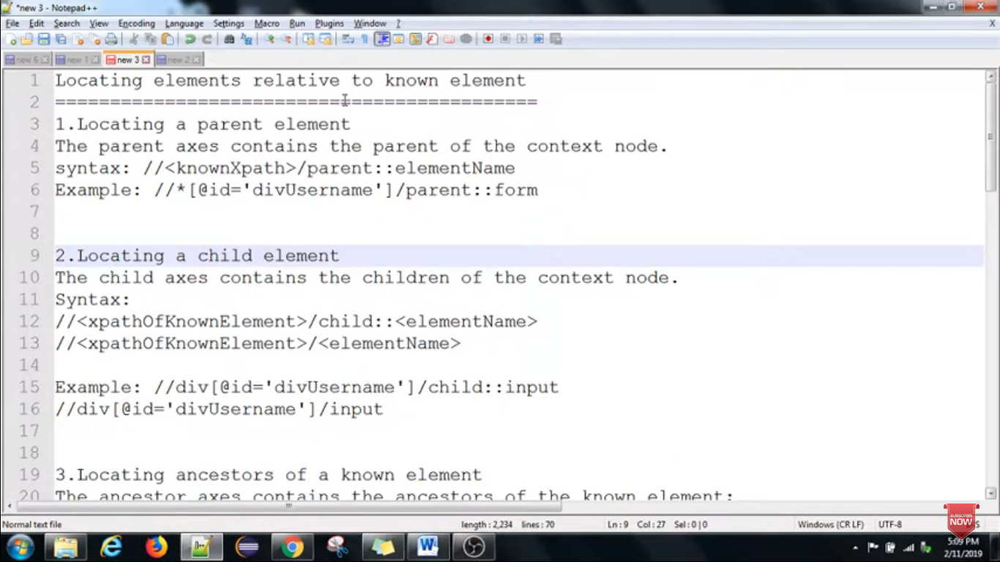 *new 3 - Notepad++
File Edit Search View Encoding Language Settings Macro Run Plugins Window ? X
new 6 new 1 new 3 new 2
1 Locating elements relative to known element
2 ============================================
3 1.Locating a parent element
4 The parent axes contains the parent of the context node.
5 syntax: //<knownXpath>/parent::elementName
6 Example: //*[@id='divUsername']/parent::form
7
8
9 2.Locating a child element
10 The child axes contains the children of the context node.
11 Syntax:
12 //<xpathOfKnownElement>/child::<elementName>
13 //<xpathOfKnownElement>/<elementName>
14
15 Example: //div[@id='divUsername']/child::input
16 //div[@id='divUsername']/input
17
18
19 3.Locating ancestors of a known element
20 The ancestor axes contains the ancestors of the known element:
Normal text file length : 2,234 lines : 70 Ln : 9 Col : 27 Sel : 0 | 0 Windows (CR LF) UTF-8
SUBSCRIBE
NOW
5:09 PM
2/11/2019